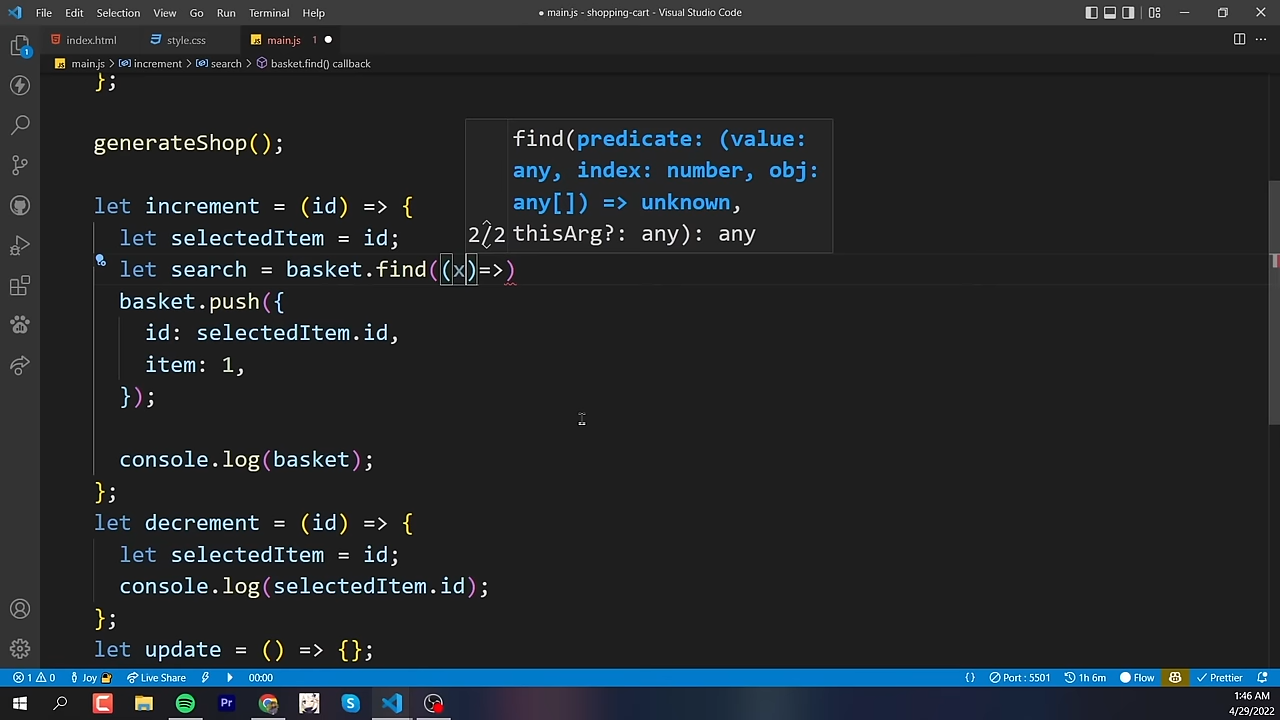 File Edit Selection View Go Run Terminal Help ● main.js - shopping-cart - Visual Studio Code
index.html style.css JS main.js 1 ●
JS main.js > increment > search > basket.find() callback
};
generateShop();
find(predicate: (value:
any, index: number, obj:
any[]) => unknown,
2/2 thisArg?: any): any
let increment = (id) => {
let selectedItem = id;
let search = basket.find((x)=>)
basket.push({
id: selectedItem.id,
item: 1,
});
console.log(basket);
};
let decrement = (id) => {
let selectedItem = id;
console.log(selectedItem.id);
};
let update = () => {};
1 0 Joy Live Share 00:00 {} Port : 5501 1h 6m Flow Prettier
1:46 AM
4/29/2022